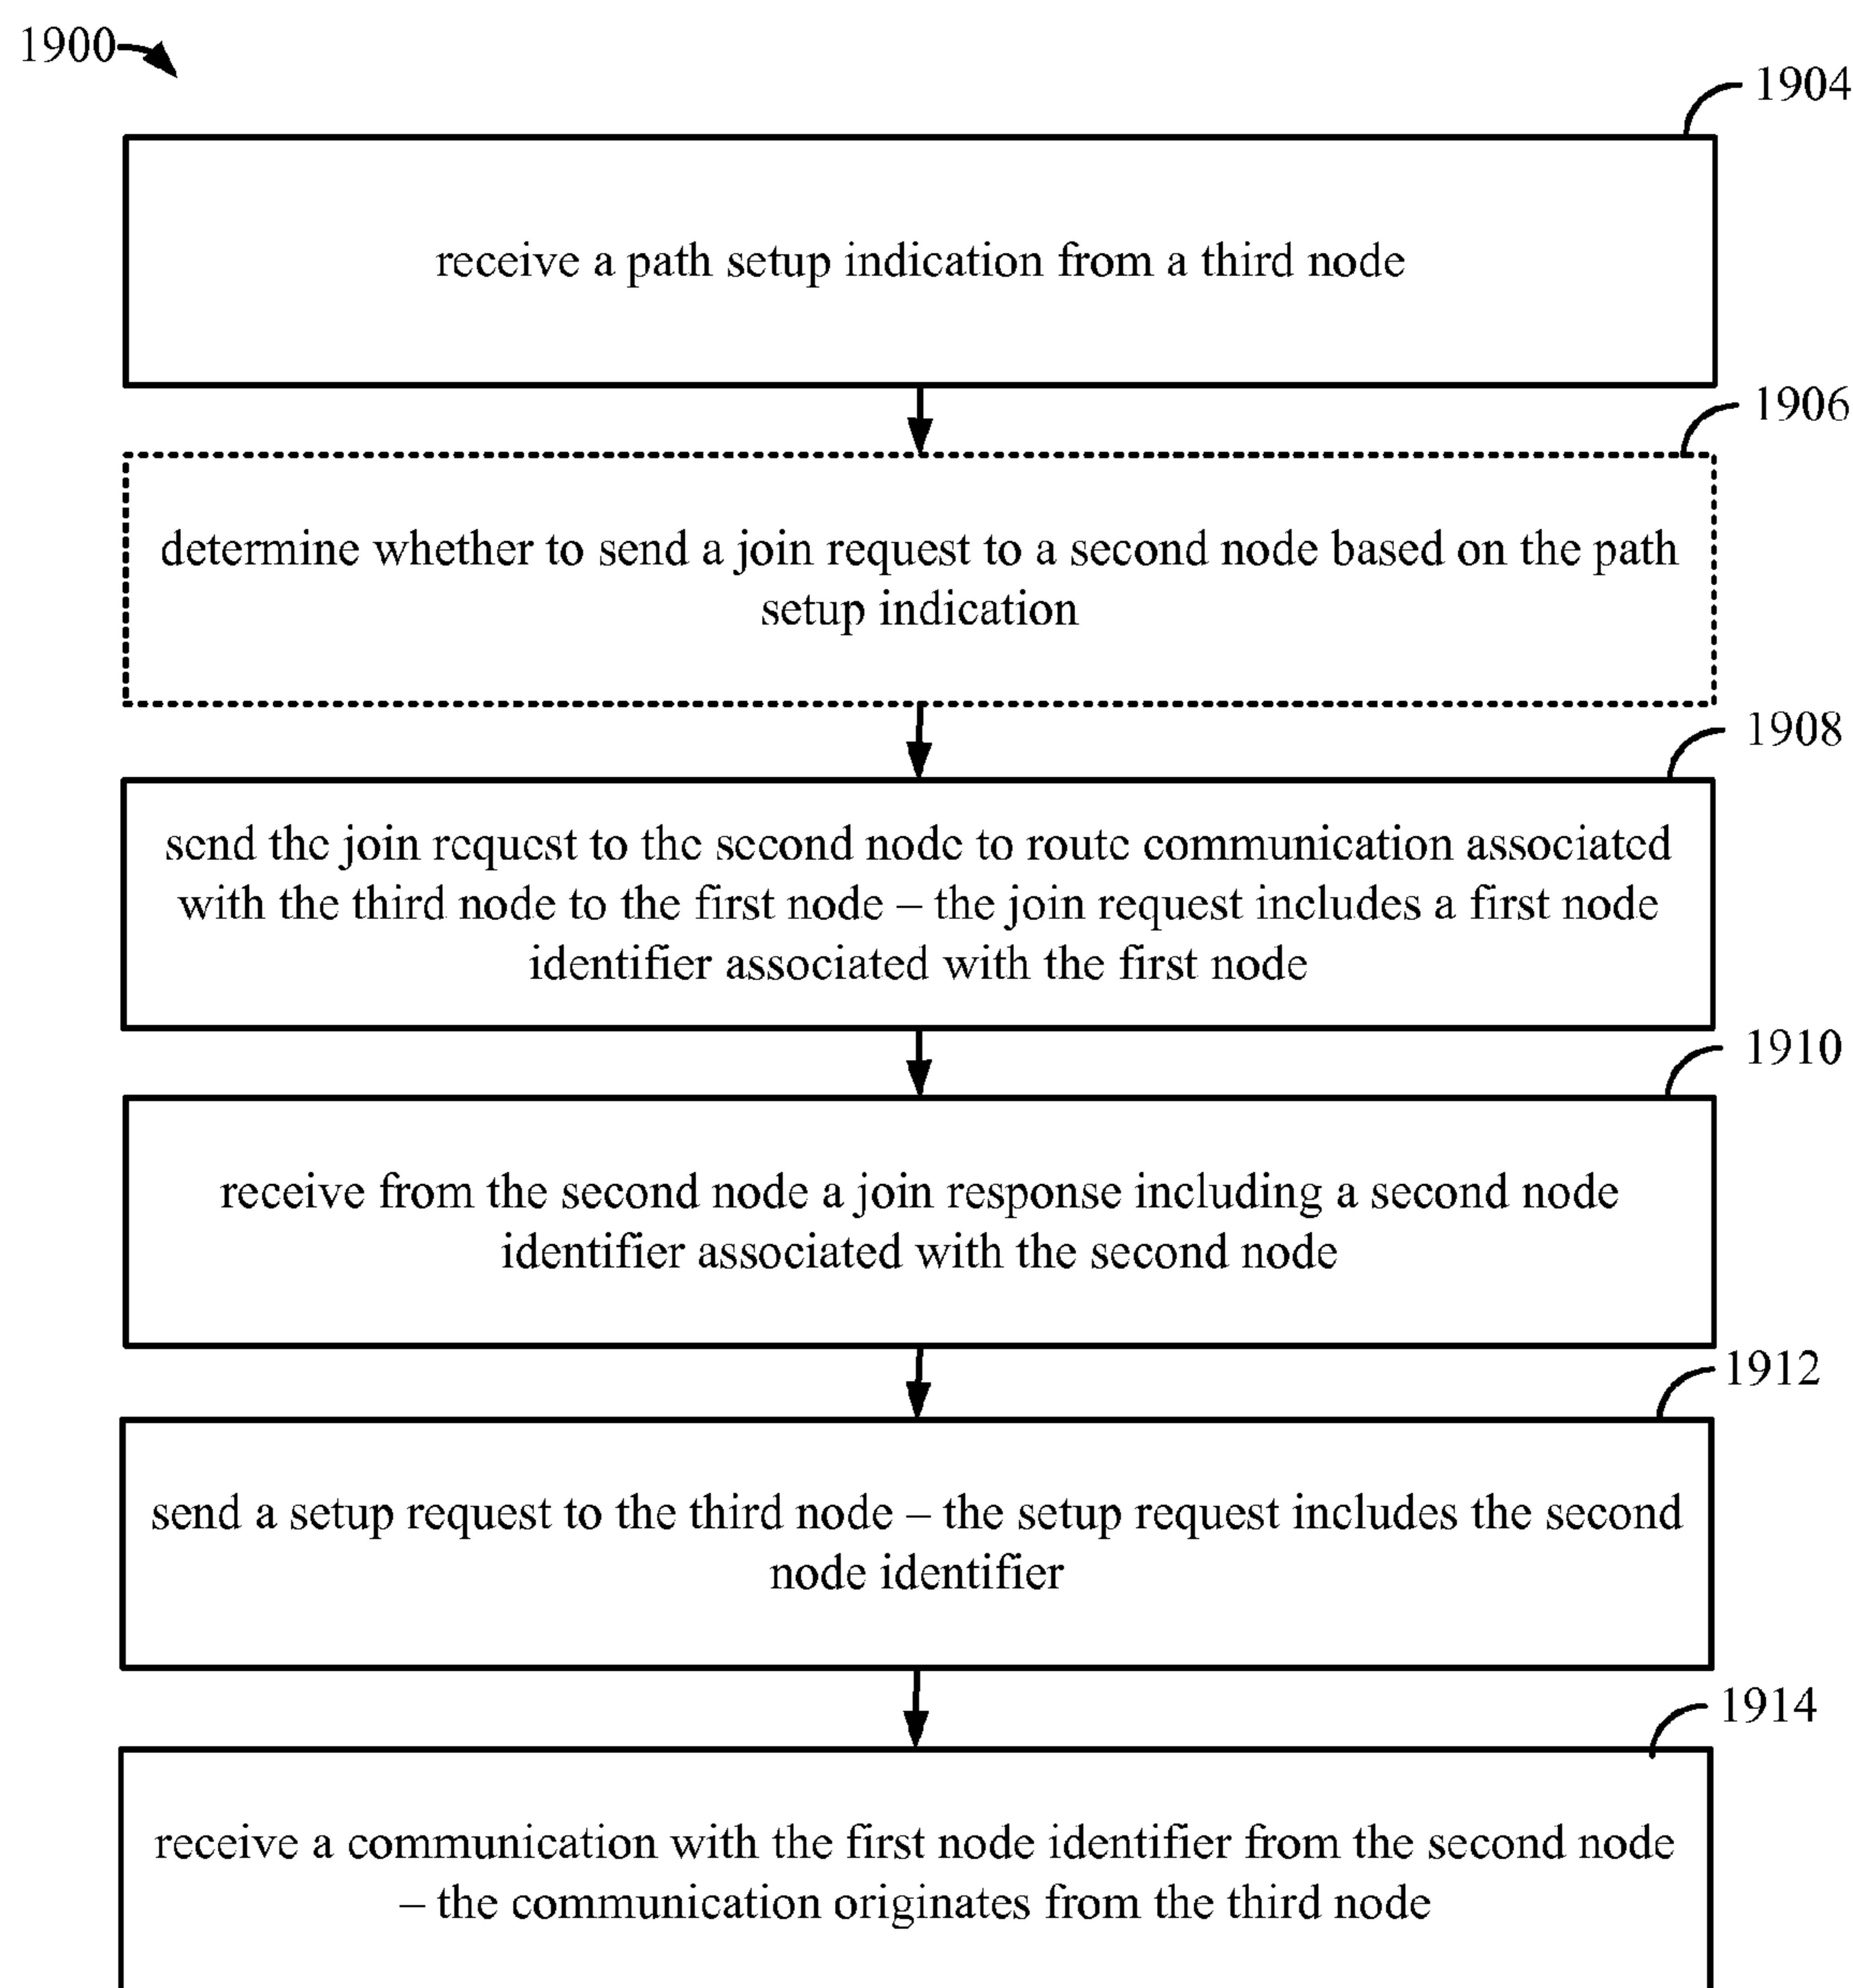 1900
1904
receive a path setup indication from a third node
1906
determine whether to send a join request to a second node based on the path
setup indication
1908
send the join request to the second node to route communication associated
with the third node to the first node – the join request includes a first node
identifier associated with the first node
1910
receive from the second node a join response including a second node
identifier associated with the second node
1912
send a setup request to the third node – the setup request includes the second
node identifier
1914
receive a communication with the first node identifier from the second node
– the communication originates from the third node